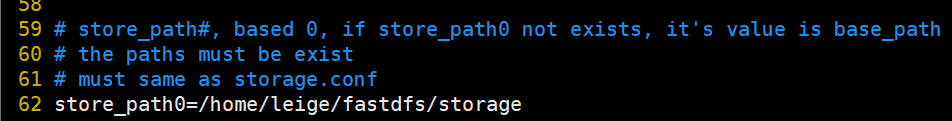 58
59 # store_path#, based 0, if store_path0 not exists, it's value is base_path
60 # the paths must be exist
61 # must same as storage.conf
62 store_path0=/home/leige/fastdfs/storage